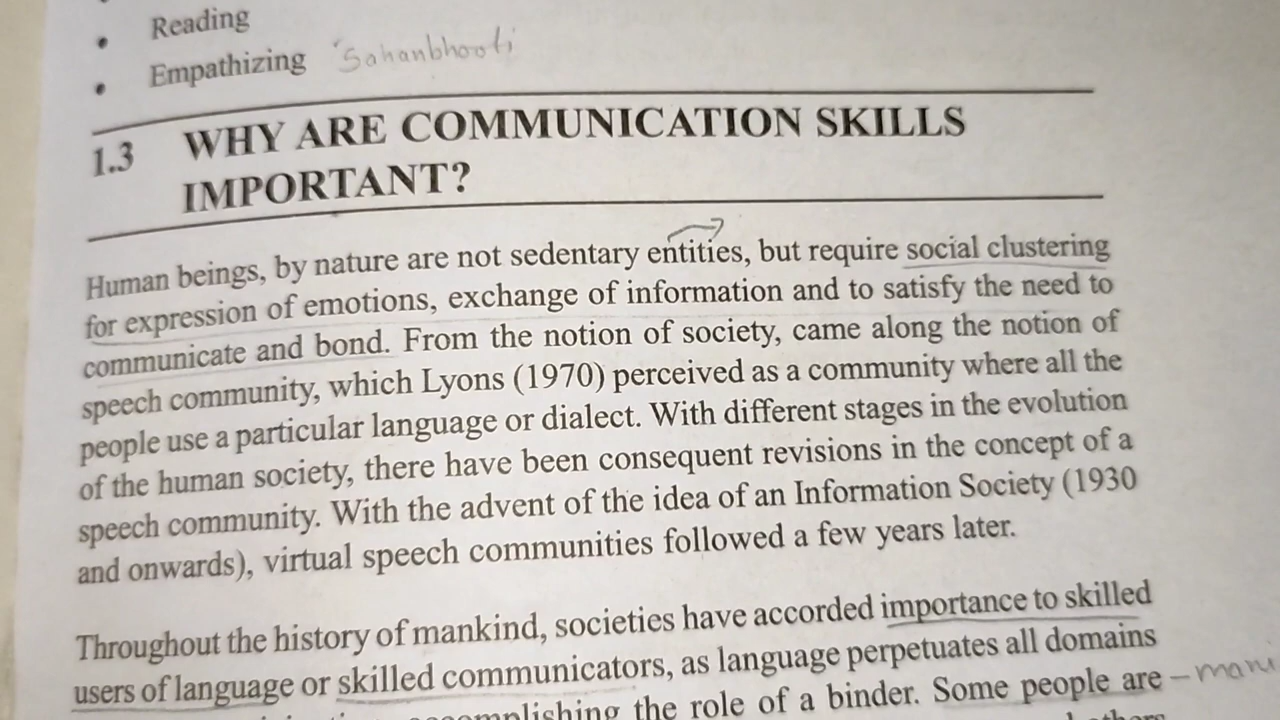 • Reading
• Empathizing 'Sahanbhooti'
1.3 WHY ARE COMMUNICATION SKILLS
IMPORTANT?
Human beings, by nature are not sedentary entities, but require social clustering
for expression of emotions, exchange of information and to satisfy the need to
communicate and bond. From the notion of society, came along the notion of
speech community, which Lyons (1970) perceived as a community where all the
people use a particular language or dialect. With different stages in the evolution
of the human society, there have been consequent revisions in the concept of a
speech community. With the advent of the idea of an Information Society (1930
and onwards), virtual speech communities followed a few years later.
Throughout the history of mankind, societies have accorded importance to skilled
users of language or skilled communicators, as language perpetuates all domains
accomplishing the role of a binder. Some people are